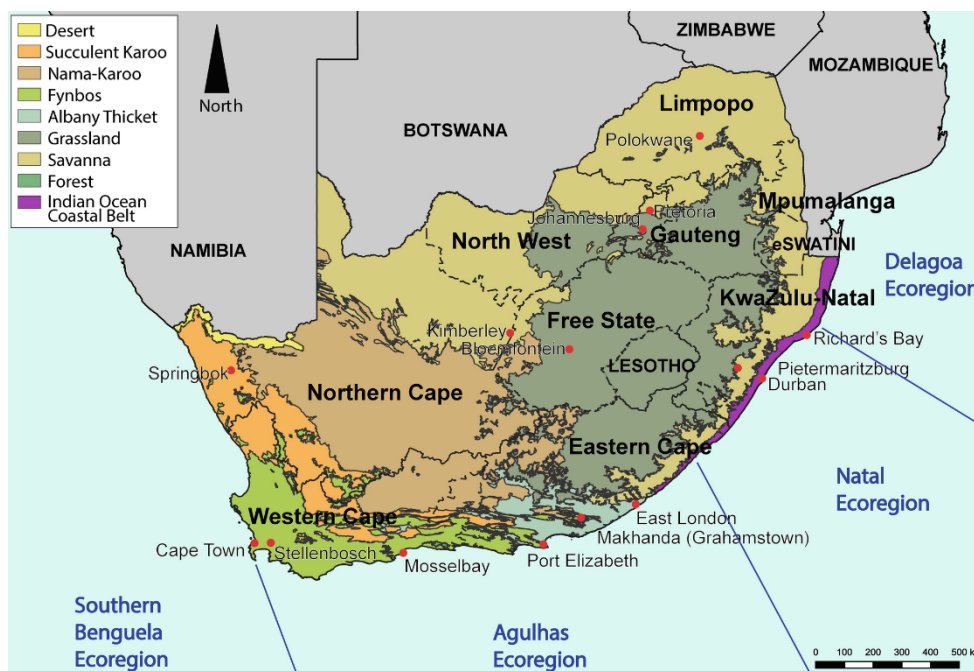 Desert
Succulent Karoo
Nama-Karoo
Fynbos
Albany Thicket
Grassland
Savanna
Forest
Indian Ocean
Coastal Belt
North
ZIMBABWE
MOZAMBIQUE
BOTSWANA
NAMIBIA
Limpopo
Polokwane
Mpumalanga
Pretoria
Johannesburg
Gauteng
North West
eSWATINI
Delagoa
Ecoregion
KwaZulu-Natal
Free State
Kimberley
Bloemfontein
Richard's Bay
LESOTHO
Pietermaritzburg
Durban
Springbok
Northern Cape
Eastern Cape
Natal
Ecoregion
Western Cape
East London
Makhanda (Grahamstown)
Cape Town
Stellenbosch
Mosselbay
Port Elizabeth
Southern
Benguela
Ecoregion
Agulhas
Ecoregion
0 100 200 300 400 500 km